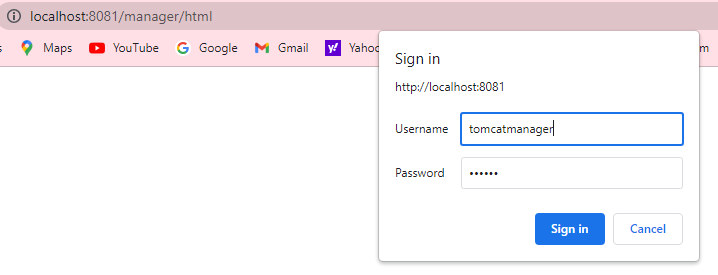 localhost:8081/manager/html
Maps YouTube Google Gmail Yahoo
Sign in
http://localhost:8081
Username tomcatmanager
Password ••••••
Sign in Cancel